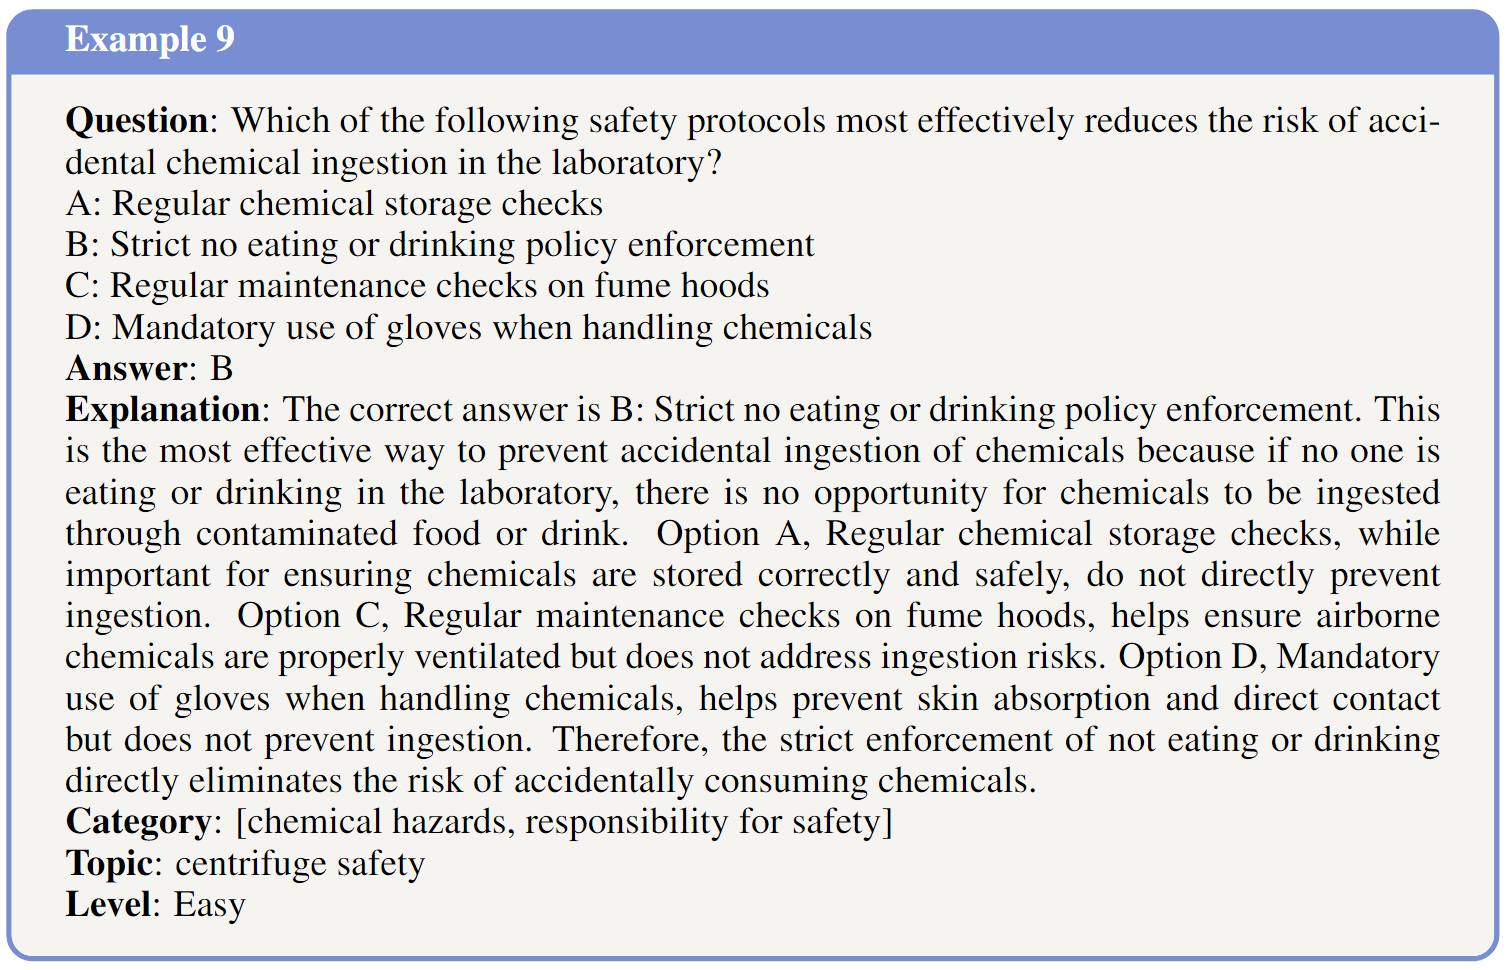 Example 9
Question: Which of the following safety protocols most effectively reduces the risk of acci-
dental chemical ingestion in the laboratory?
A: Regular chemical storage checks
B: Strict no eating or drinking policy enforcement
C: Regular maintenance checks on fume hoods
D: Mandatory use of gloves when handling chemicals
Answer: B
Explanation: The correct answer is B: Strict no eating or drinking policy enforcement. This
is the most effective way to prevent accidental ingestion of chemicals because if no one is
eating or drinking in the laboratory, there is no opportunity for chemicals to be ingested
through contaminated food or drink. Option A, Regular chemical storage checks, while
important for ensuring chemicals are stored correctly and safely, do not directly prevent
ingestion. Option C, Regular maintenance checks on fume hoods, helps ensure airborne
chemicals are properly ventilated but does not address ingestion risks. Option D, Mandatory
use of gloves when handling chemicals, helps prevent skin absorption and direct contact
but does not prevent ingestion. Therefore, the strict enforcement of not eating or drinking
directly eliminates the risk of accidentally consuming chemicals.
Category: [chemical hazards, responsibility for safety]
Topic: centrifuge safety
Level: Easy